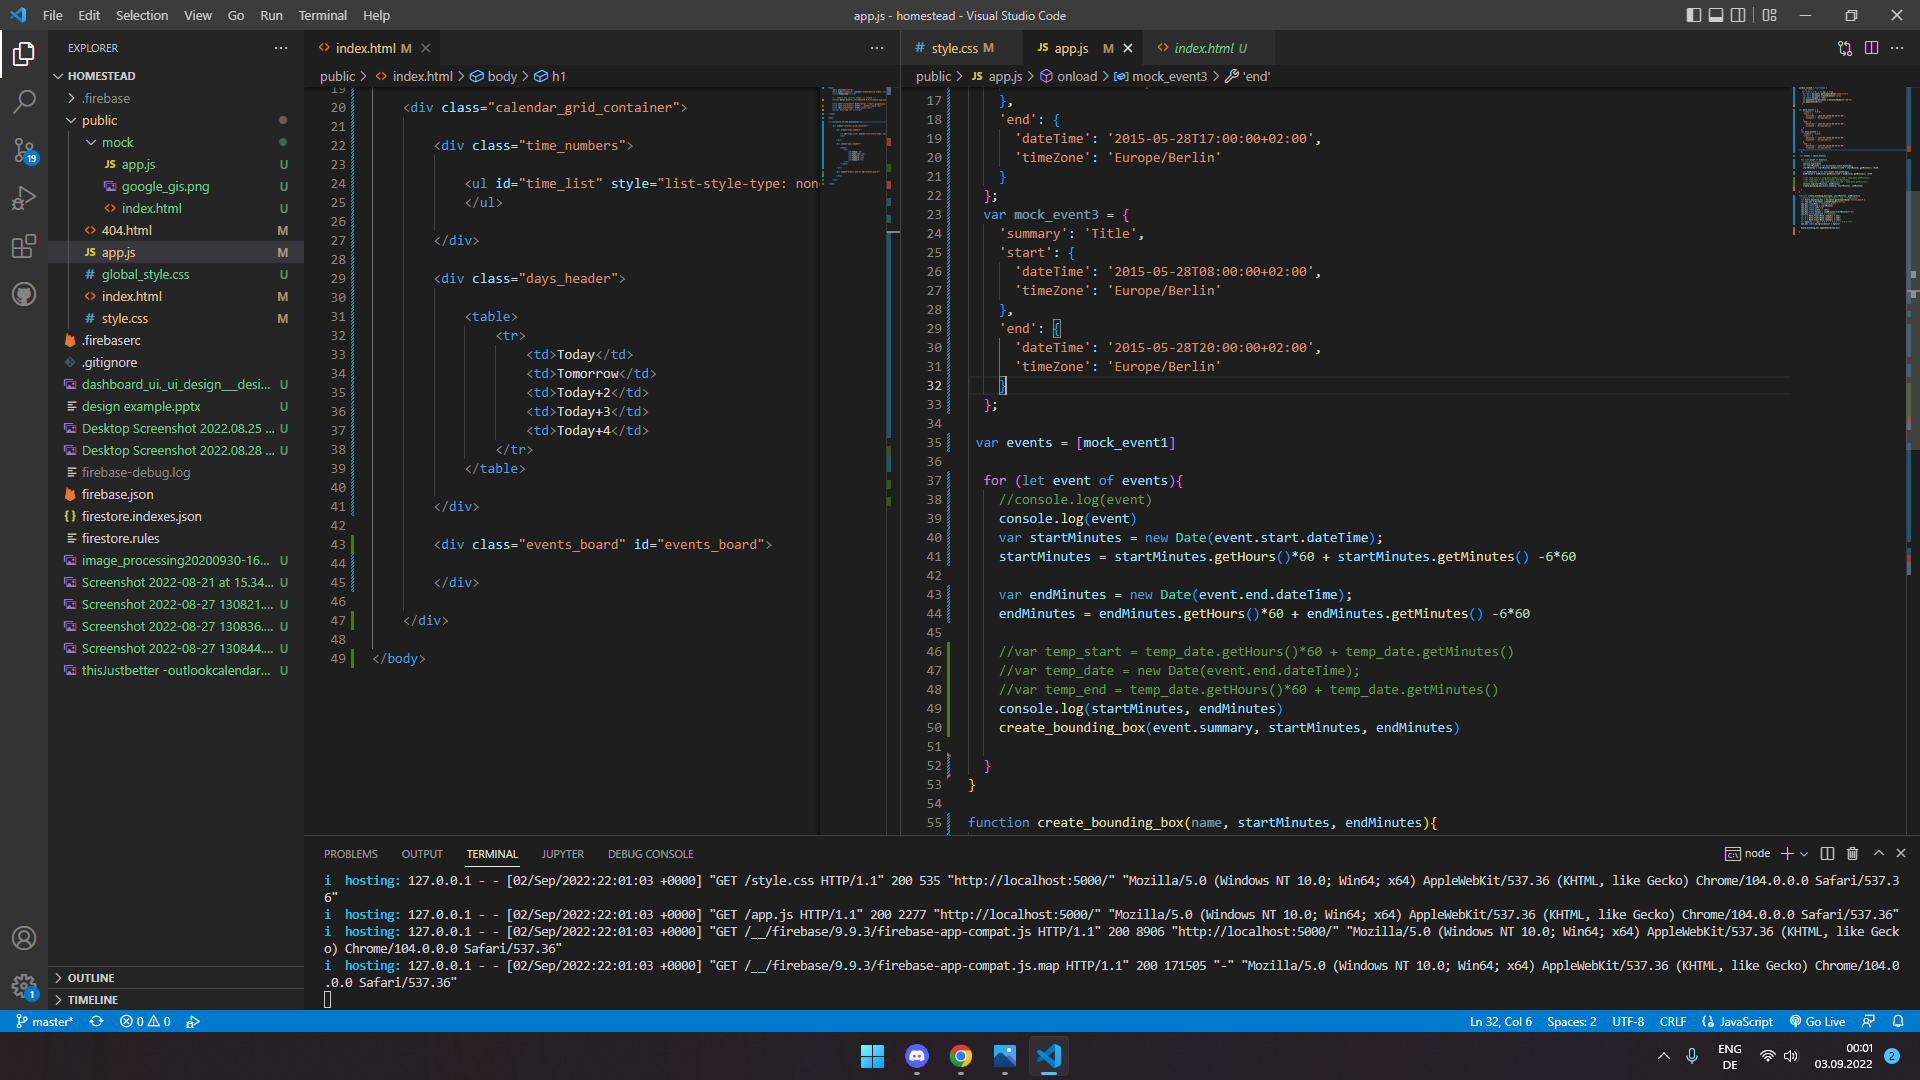 File Edit Selection View Go Run Terminal Help
app.js - homestead - Visual Studio Code
EXPLORER
HOMESTEAD
.firebase
public
mock
app.js U
google_gis.png U
index.html U
404.html M
app.js M
global_style.css U
index.html M
style.css M
.firebaserc
.gitignore
dashboard_ui._ui_design___desi... U
design example.pptx U
Desktop Screenshot 2022.08.25 ... U
Desktop Screenshot 2022.08.28 ... U
firebase-debug.log
firebase.json
firestore.indexes.json
firestore.rules
image_processing20200930-16... U
Screenshot 2022-08-21 at 15.34... U
Screenshot 2022-08-27 130821.... U
Screenshot 2022-08-27 130836.... U
Screenshot 2022-08-27 130844.... U
thisJustbetter -outlookcalendar... U
OUTLINE
TIMELINE
19
1
index.html M
public > index.html > body > h1
19
20 <div class="calendar_grid_container">
21
22 <div class="time_numbers">
23
24 <ul id="time_list" style="list-style-type: non
25 </ul>
26
27 </div>
28
29 <div class="days_header">
30
31 <table>
32 <tr>
33 <td>Today</td>
34 <td>Tomorrow</td>
35 <td>Today+2</td>
36 <td>Today+3</td>
37 <td>Today+4</td>
38 </tr>
39 </table>
40
41 </div>
42
43 <div class="events_board" id="events_board">
44
45 </div>
46
47 </div>
48
49 </body>
# style.css M
JS app.js M
index.html U
public > JS app.js > onload > mock_event3 > 'end'
17 },
18 'end': {
19 'dateTime': '2015-05-28T17:00:00+02:00',
20 'timeZone': 'Europe/Berlin'
21 }
22 };
23 var mock_event3 = {
24 'summary': 'Title',
25 'start': {
26 'dateTime': '2015-05-28T08:00:00+02:00',
27 'timeZone': 'Europe/Berlin'
28 },
29 'end': {
30 'dateTime': '2015-05-28T20:00:00+02:00',
31 'timeZone': 'Europe/Berlin'
32 }
33 };
34
35 var events = [mock_event1]
36
37 for (let event of events){
38 //console.log(event)
39 console.log(event)
40 var startMinutes = new Date(event.start.dateTime);
41 startMinutes = startMinutes.getHours()*60 + startMinutes.getMinutes() -6*60
42
43 var endMinutes = new Date(event.end.dateTime);
44 endMinutes = endMinutes.getHours()*60 + endMinutes.getMinutes() -6*60
45
46 //var temp_start = temp_date.getHours()*60 + temp_date.getMinutes()
47 //var temp_date = new Date(event.end.dateTime);
48 //var temp_end = temp_date.getHours()*60 + temp_date.getMinutes()
49 console.log(startMinutes, endMinutes)
50 create_bounding_box(event.summary, startMinutes, endMinutes)
51
52 }
53 }
54
55 function create_bounding_box(name, startMinutes, endMinutes){
PROBLEMS OUTPUT TERMINAL JUPYTER DEBUG CONSOLE
node
i hosting: 127.0.0.1 - - [02/Sep/2022:22:01:03 +0000] "GET /style.css HTTP/1.1" 200 535 "http://localhost:5000/" "Mozilla/5.0 (Windows NT 10.0; Win64; x64) AppleWebKit/537.36 (KHTML, like Gecko) Chrome/104.0.0.0 Safari/537.3
6"
i hosting: 127.0.0.1 - - [02/Sep/2022:22:01:03 +0000] "GET /app.js HTTP/1.1" 200 2277 "http://localhost:5000/" "Mozilla/5.0 (Windows NT 10.0; Win64; x64) AppleWebKit/537.36 (KHTML, like Gecko) Chrome/104.0.0.0 Safari/537.36"
i hosting: 127.0.0.1 - - [02/Sep/2022:22:01:03 +0000] "GET /__/firebase/9.9.3/firebase-app-compat.js HTTP/1.1" 200 8906 "http://localhost:5000/" "Mozilla/5.0 (Windows NT 10.0; Win64; x64) AppleWebKit/537.36 (KHTML, like Geck
o) Chrome/104.0.0.0 Safari/537.36"
i hosting: 127.0.0.1 - - [02/Sep/2022:22:01:03 +0000] "GET /__/firebase/9.9.3/firebase-app-compat.js.map HTTP/1.1" 200 171505 "-" "Mozilla/5.0 (Windows NT 10.0; Win64; x64) AppleWebKit/537.36 (KHTML, like Gecko) Chrome/104.0
.0.0 Safari/537.36"
master* 0 0
Ln 32, Col 6 Spaces: 2 UTF-8 CRLF JavaScript Go Live
ENG
DE
00:01
03.09.2022
2